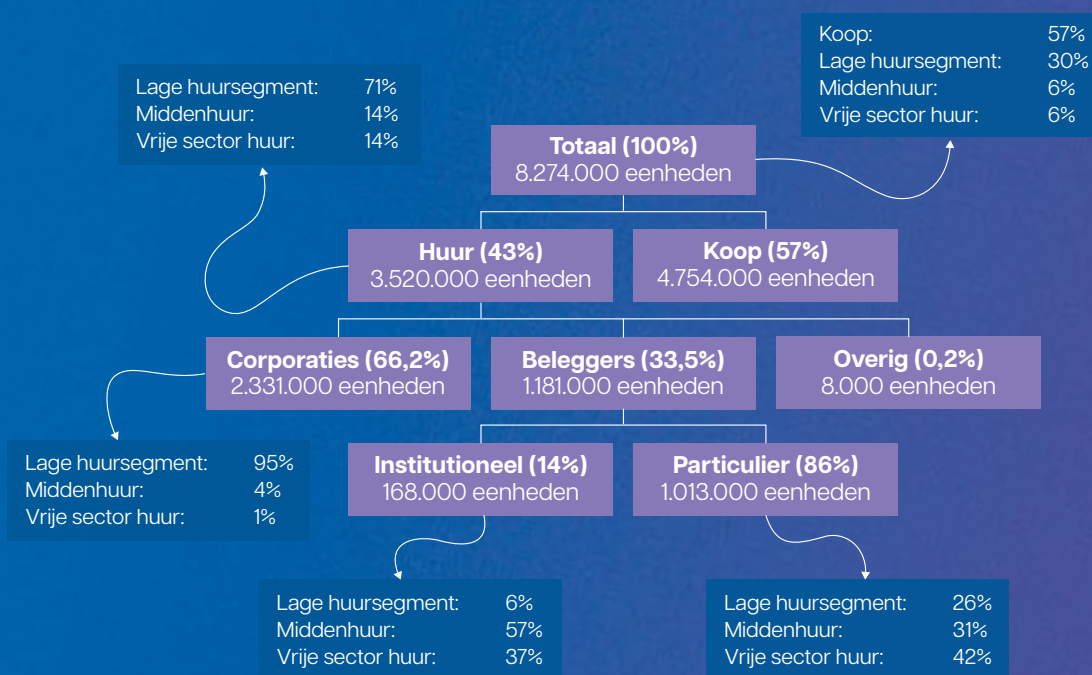 Koop: 57%
Lage huursegment: 30%
Middenhuur: 6%
Vrije sector huur: 6%
Lage huursegment: 71%
Middenhuur: 14%
Vrije sector huur: 14%
Totaal (100%)
8.274.000 eenheden
Huur (43%)
3.520.000 eenheden
Koop (57%)
4.754.000 eenheden
Corporaties (66,2%)
2.331.000 eenheden
Beleggers (33,5%)
1.181.000 eenheden
Overig (0,2%)
8.000 eenheden
Lage huursegment: 95%
Middenhuur: 4%
Vrije sector huur: 1%
Institutioneel (14%)
168.000 eenheden
Particulier (86%)
1.013.000 eenheden
Lage huursegment: 6%
Middenhuur: 57%
Vrije sector huur: 37%
Lage huursegment: 26%
Middenhuur: 31%
Vrije sector huur: 42%